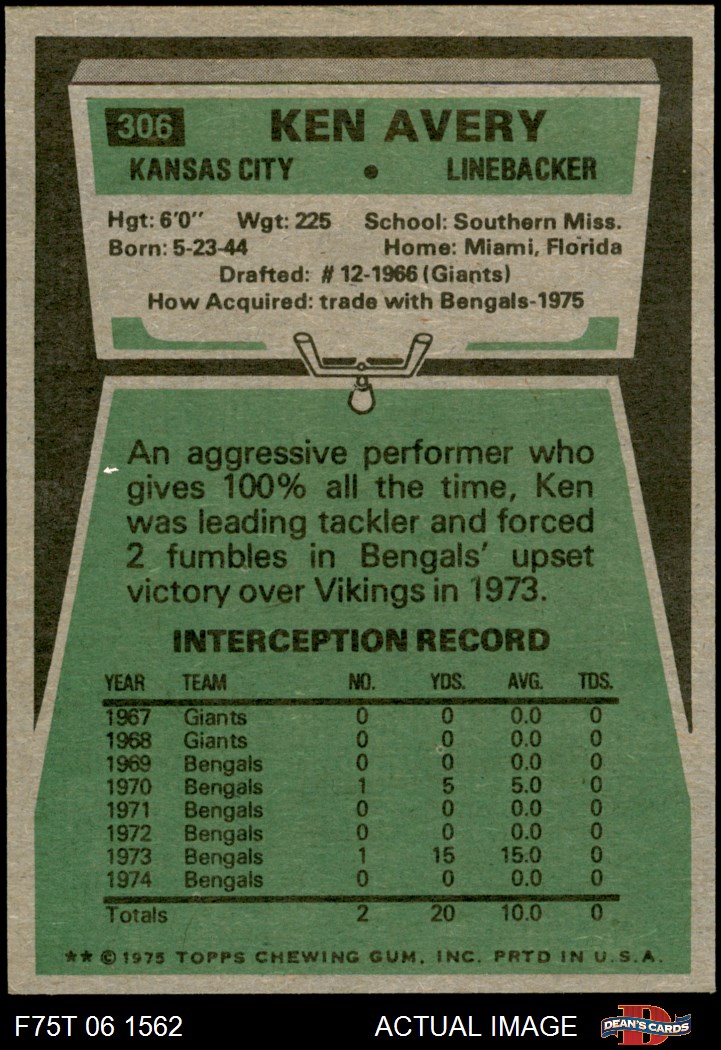 306 KEN AVERY
KANSAS CITY • LINEBACKER
Hgt: 6'0" Wgt: 225 School: Southern Miss.
Born: 5-23-44 Home: Miami, Florida
Drafted: # 12-1966 (Giants)
How Acquired: trade with Bengals-1975
An aggressive performer who
gives 100% all the time, Ken
was leading tackler and forced
2 fumbles in Bengals' upset
victory over Vikings in 1973.
INTERCEPTION RECORD
YEAR TEAM NO. YDS. AVG. TDS.
1967 Giants 0 0 0.0 0
1968 Giants 0 0 0.0 0
1969 Bengals 0 0 0.0 0
1970 Bengals 1 5 5.0 0
1971 Bengals 0 0 0.0 0
1972 Bengals 0 0 0.0 0
1973 Bengals 1 15 15.0 0
1974 Bengals 0 0 0.0 0
Totals 2 20 10.0 0
** © 1975 TOPPS CHEWING GUM, INC. PRTD IN U.S.A.
F75T 06 1562 ACTUAL IMAGE D DEAN'S CARDS